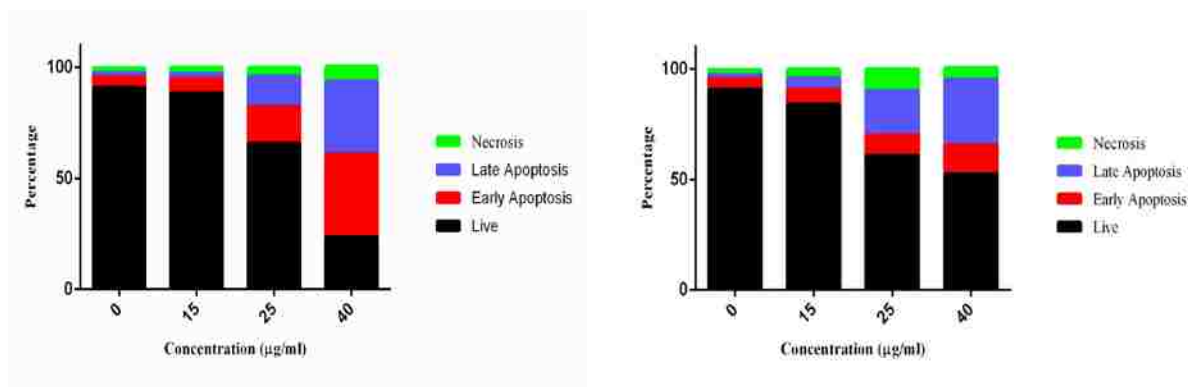 100
50
0
Percentage
0
15
25
40
Concentration (µg/ml)
Necrosis
Late Apoptosis
Early Apoptosis
Live
100
50
0
Percentage
0
15
25
40
Concentration (µg/ml)
Necrosis
Late Apoptosis
Early Apoptosis
Live